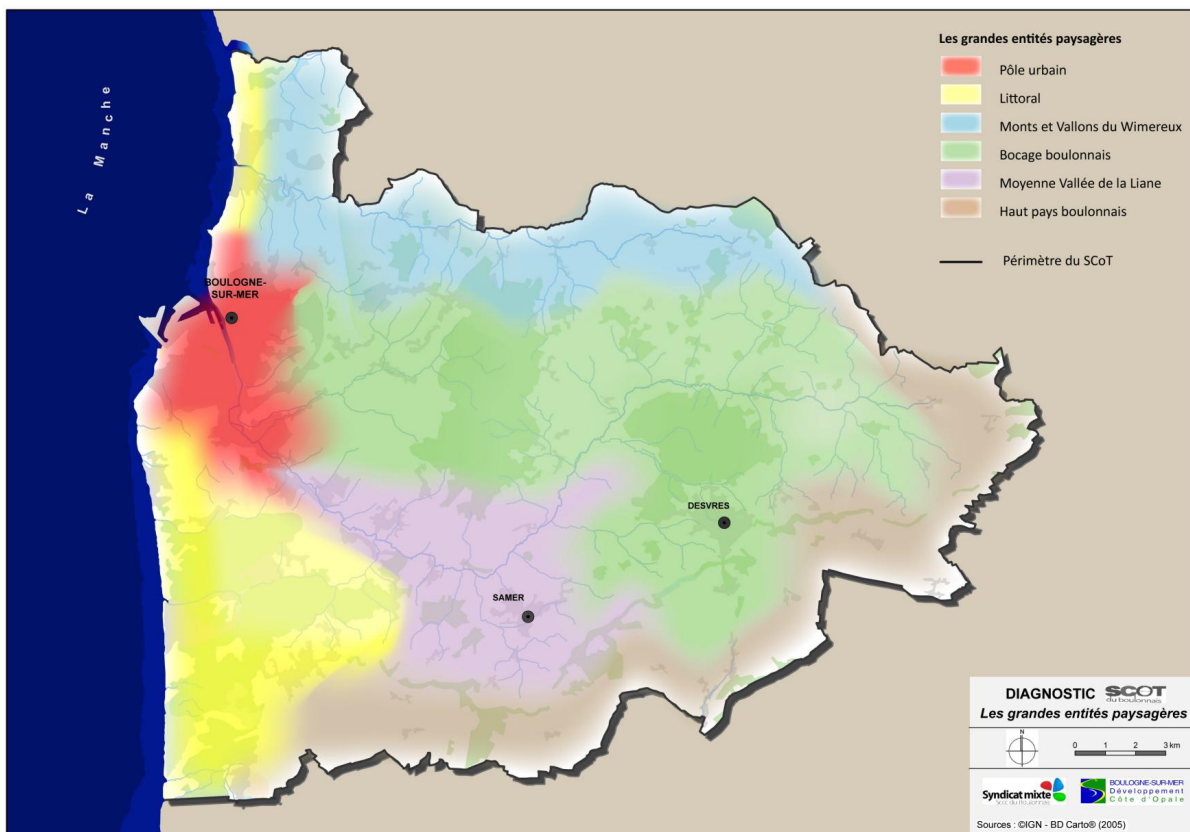 La Manche
Les grandes entités paysagères
Pôle urbain
Littoral
Monts et Vallons du Wimereux
Bocage boulonnais
Moyenne Vallée de la Liane
Haut pays boulonnais
Périmètre du SCoT
BOULOGNE-
SUR-MER
DESVRES
SAMER
DIAGNOSTIC SCOT
du boulonnais
Les grandes entités paysagères
N
0 1 2 3 km
Syndicat mixte
Scot du Boulonnais
BOULOGNE-SUR-MER
Développement
Côte d'Opale
Sources : ©IGN - BD Carto® (2005)